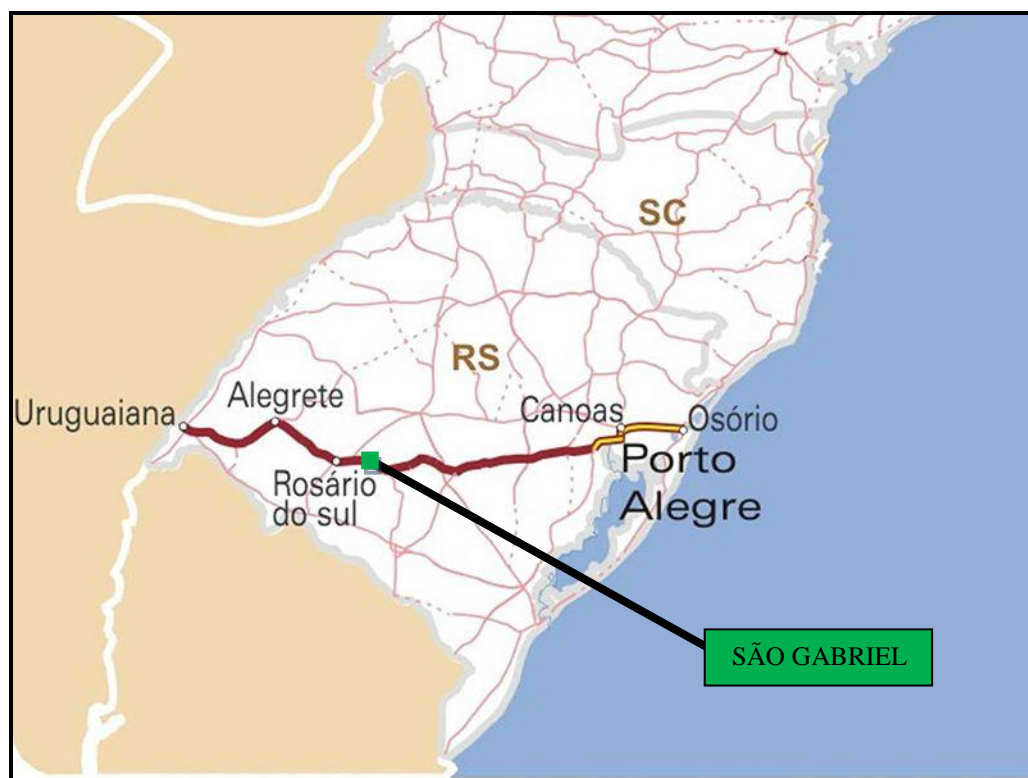 SC
RS
Alegrete
Uruguaiana
Canoas
Osório
Porto
Alegre
Rosário
do sul
SÃO GABRIEL